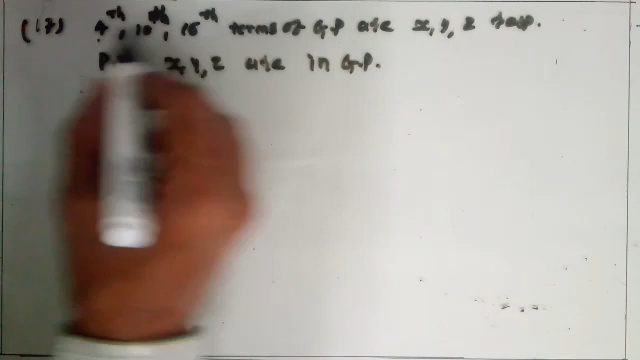 (17) 4th, 10th, 16th terms of G.P are x, y, z resp.
P. x, y, z are in G.P.